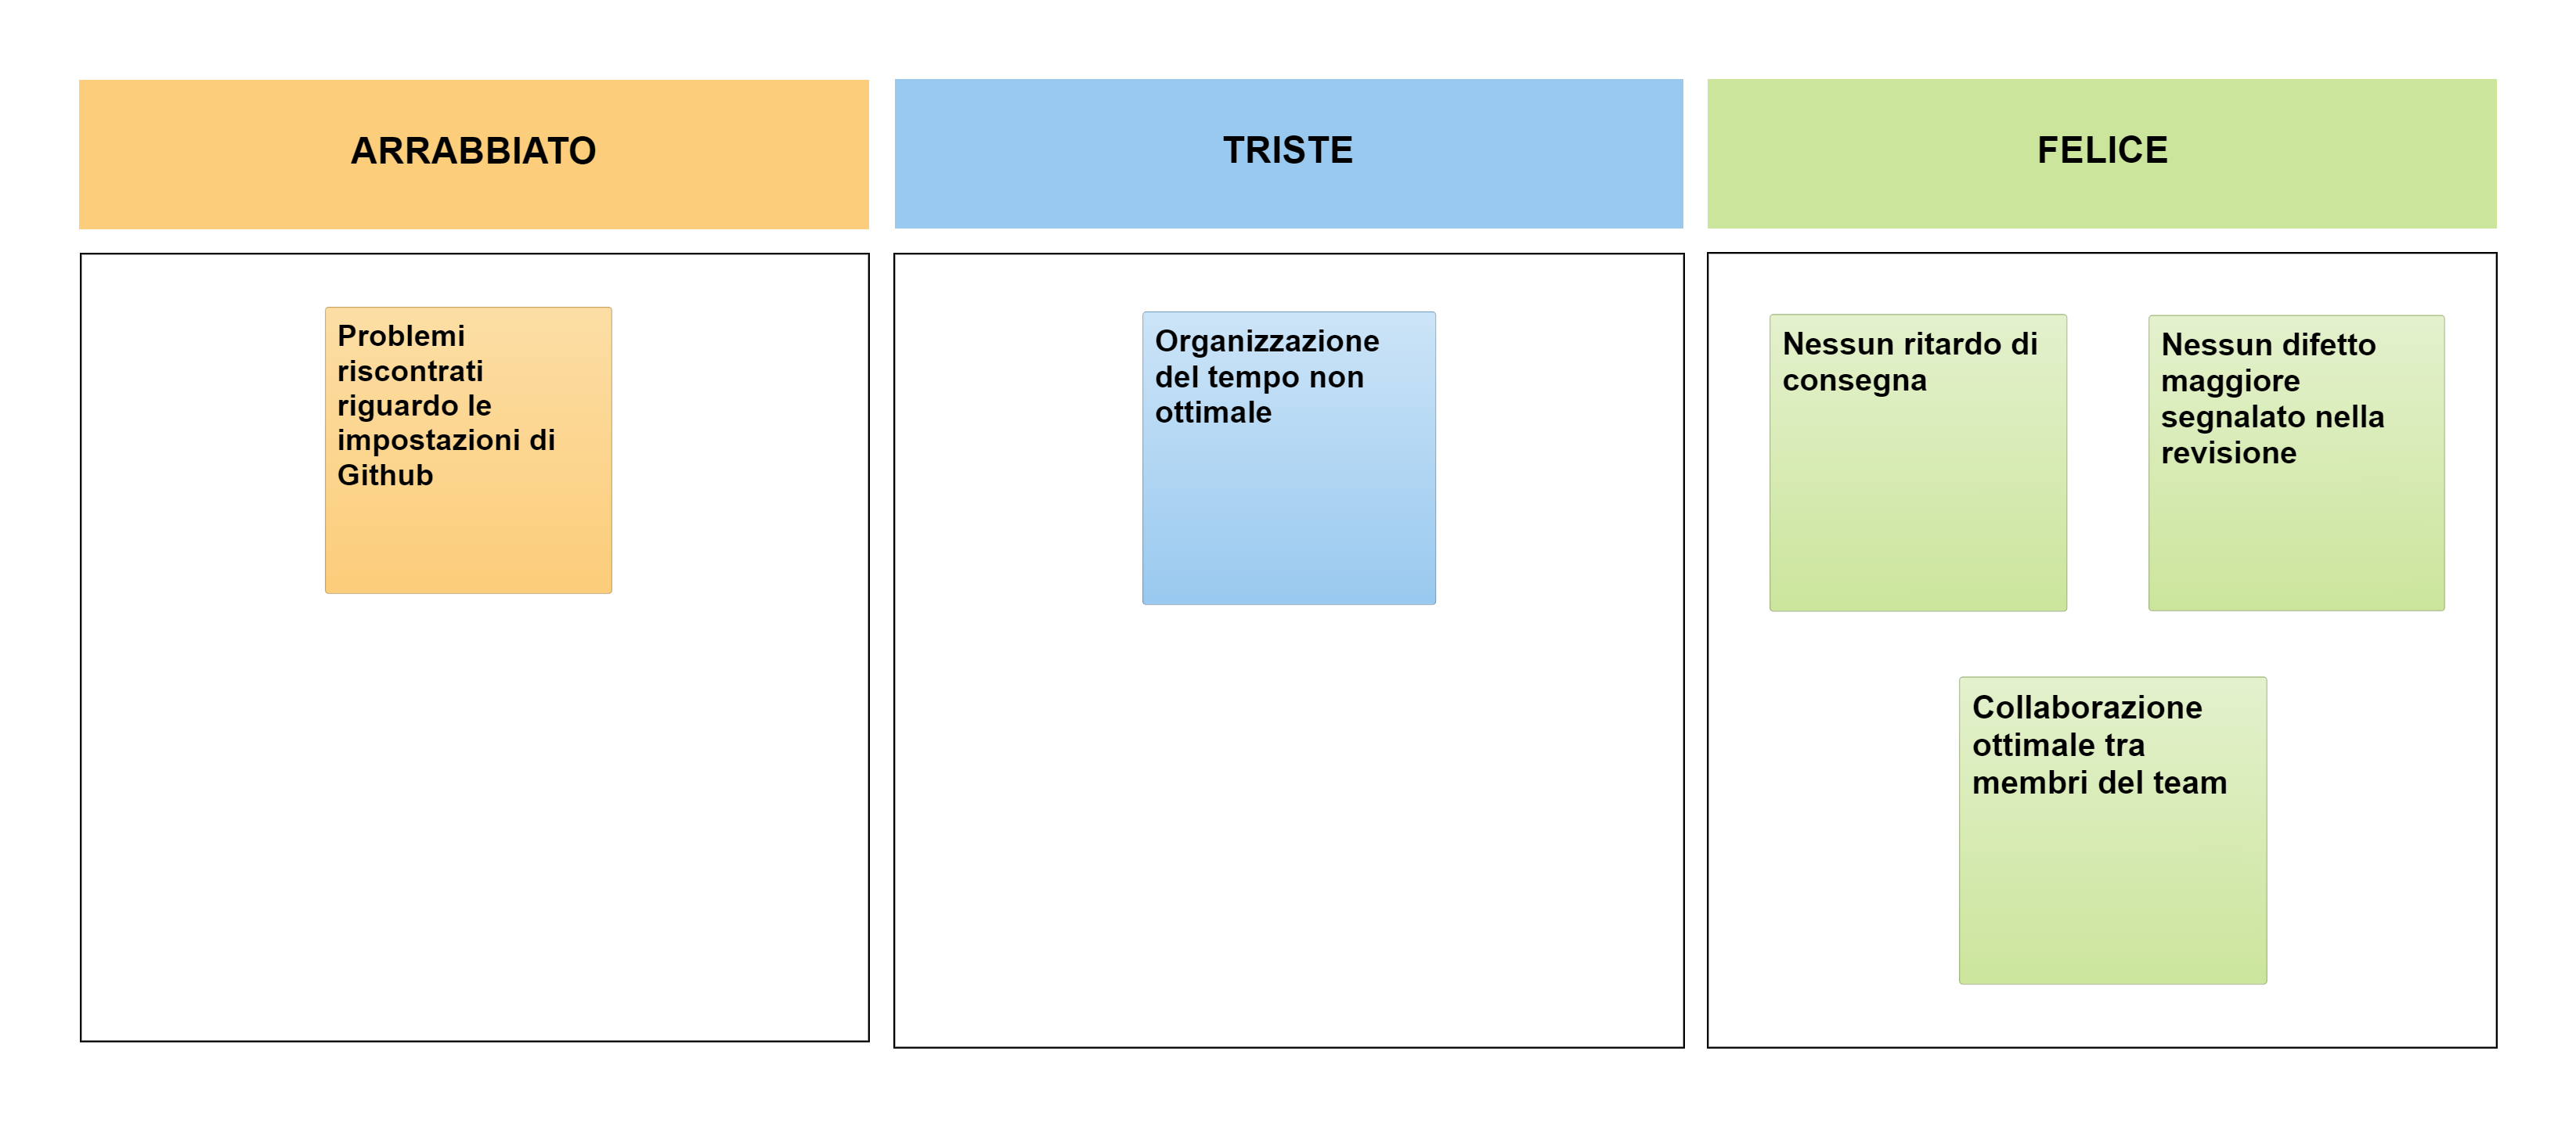 ARRABBIATO
TRISTE
FELICE
Problemi
riscontrati
riguardo le
impostazioni di
Github
Organizzazione
del tempo non
ottimale
Nessun ritardo di
consegna
Nessun difetto
maggiore
segnalato nella
revisione
Collaborazione
ottimale tra
membri del team